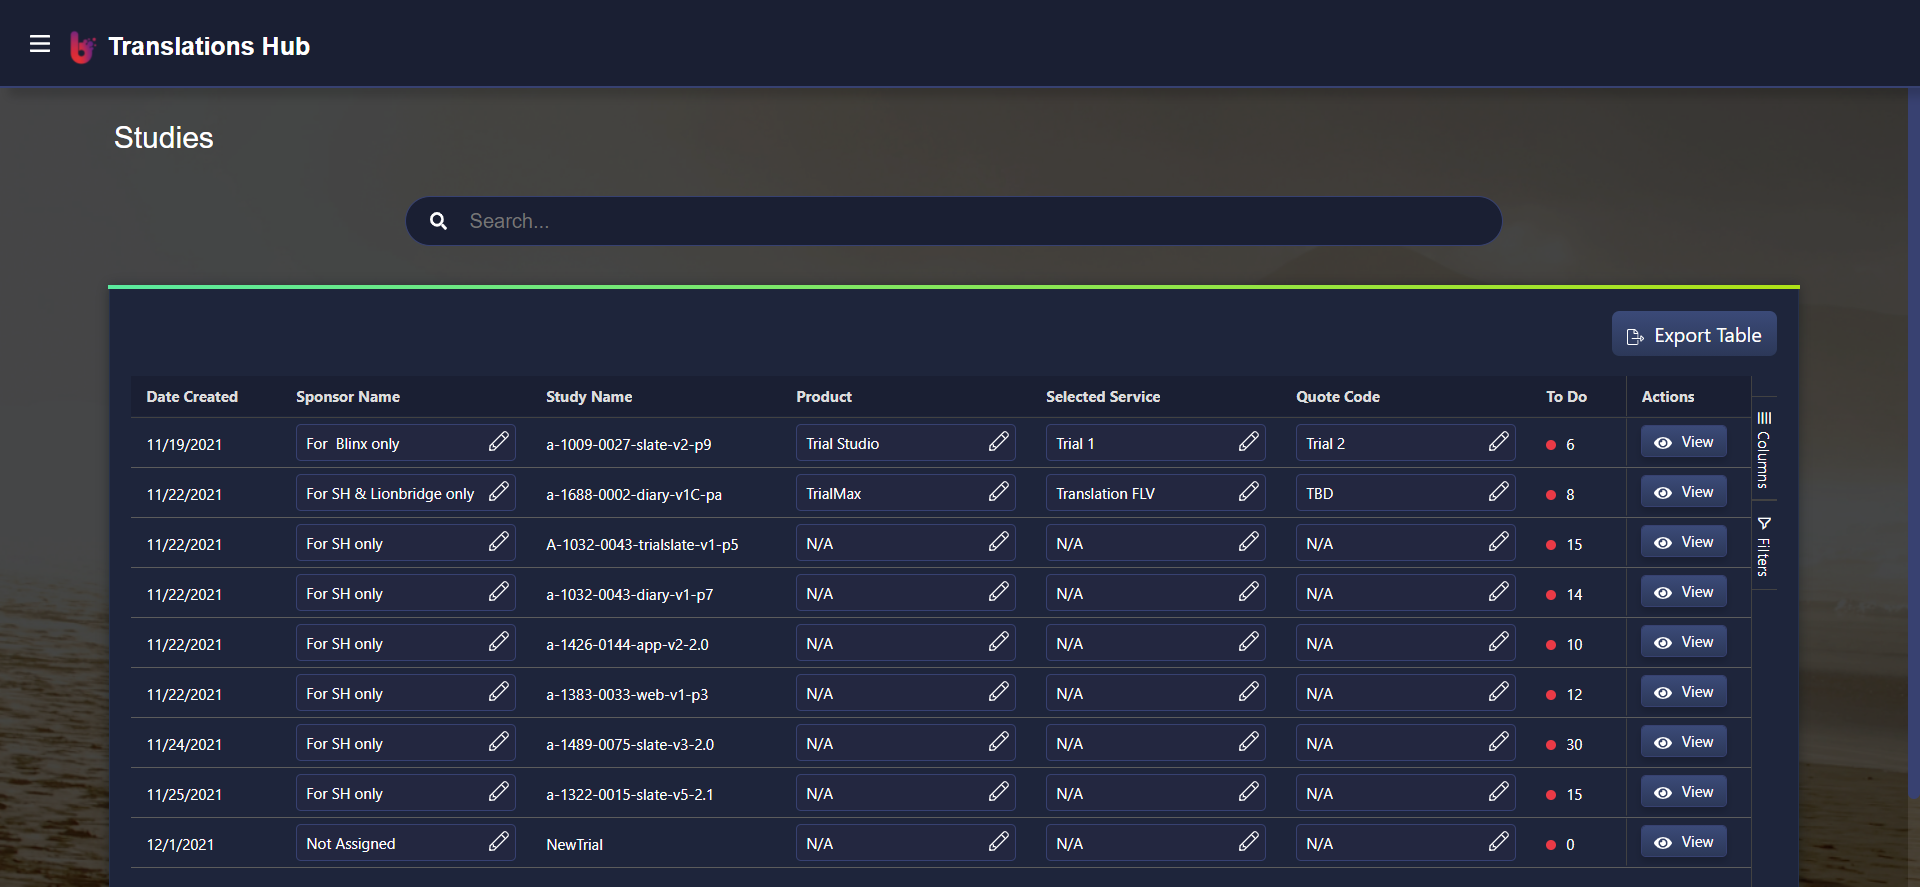 Translations Hub
Studies
Search...
Export Table
Date Created Sponsor Name Study Name Product Selected Service Quote Code To Do Actions
11/19/2021 For  Blinx only a-1009-0027-slate-v2-p9 Trial Studio Trial 1 Trial 2 6 View
11/22/2021 For SH & Lionbridge only a-1688-0002-diary-v1C-pa TrialMax Translation FLV TBD 8 View
11/22/2021 For SH only A-1032-0043-trialslate-v1-p5 N/A N/A N/A 15 View
11/22/2021 For SH only a-1032-0043-diary-v1-p7 N/A N/A N/A 14 View
11/22/2021 For SH only a-1426-0144-app-v2-2.0 N/A N/A N/A 10 View
11/22/2021 For SH only a-1383-0033-web-v1-p3 N/A N/A N/A 12 View
11/24/2021 For SH only a-1489-0075-slate-v3-2.0 N/A N/A N/A 30 View
11/25/2021 For SH only a-1322-0015-slate-v5-2.1 N/A N/A N/A 15 View
12/1/2021 Not Assigned NewTrial N/A N/A N/A 0 View
Columns
Filters